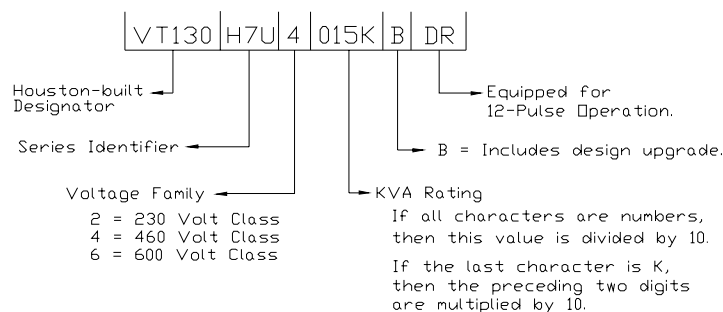 VT130 H7U 4 015K B DR
Houston-built
Designator
Equipped for
12-Pulse Operation.
Series Identifier
B = Includes design upgrade.
Voltage Family
2 = 230 Volt Class
4 = 460 Volt Class
6 = 600 Volt Class
KVA Rating
If all characters are numbers,
then this value is divided by 10.
If the last character is K,
then the preceding two digits
are multiplied by 10.